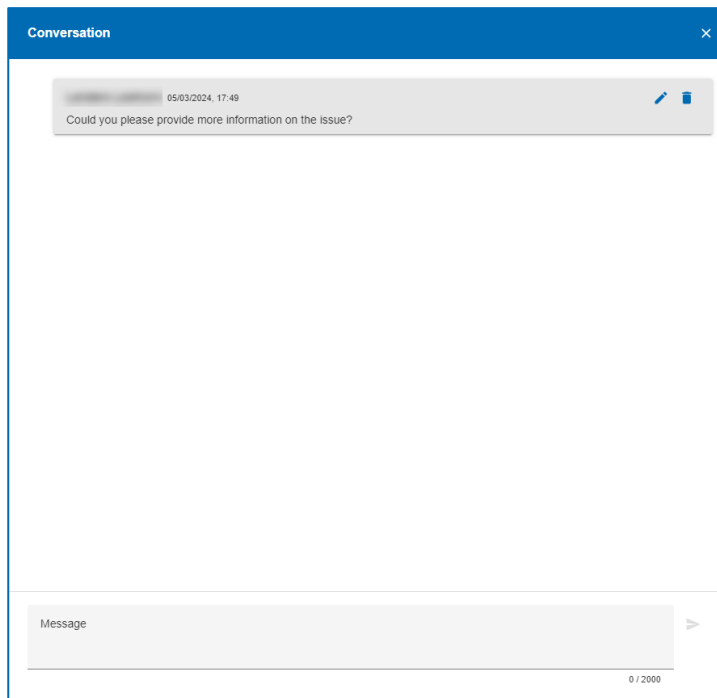 Conversation
05/03/2024, 17:49
Could you please provide more information on the issue?
Message
0 / 2000